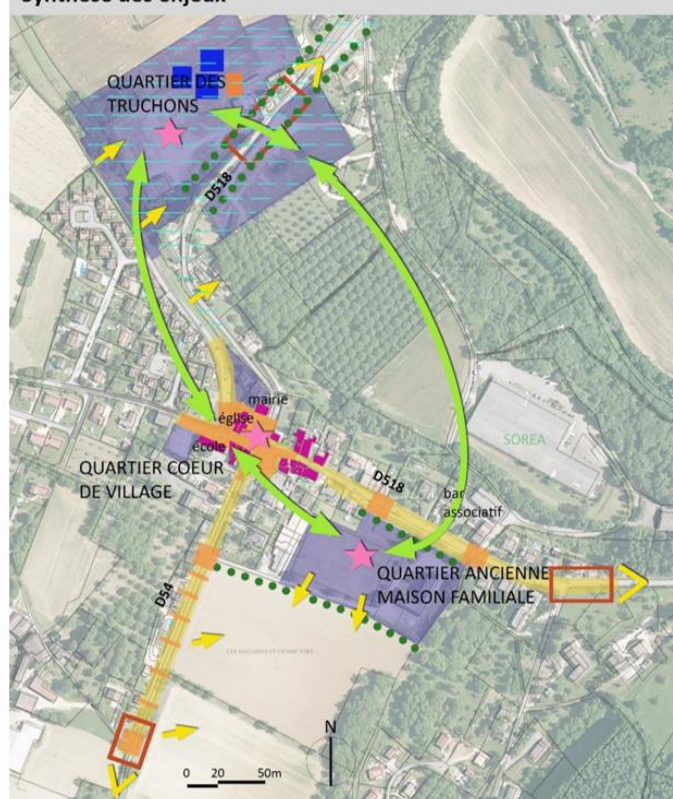 Synthèse des enjeux
QUARTIER DES
TRUCHONS
D518
mairie
église
école
QUARTIER COEUR
DE VILLAGE
SOREA
D518
bar
associatif
QUARTIER ANCIENNE
MAISON FAMILIALE
D54
N
0 20 50m